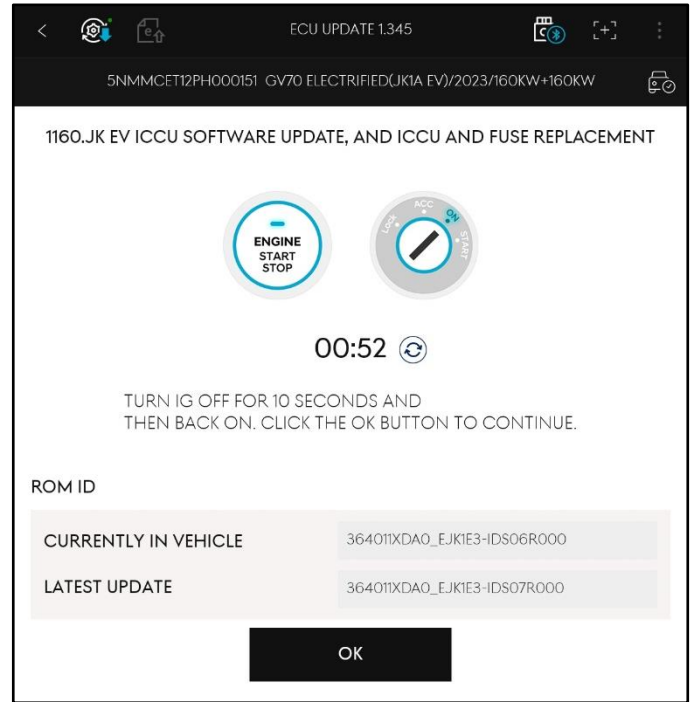 ECU UPDATE 1.345
5NMMCET12PH000151 GV70 ELECTRIFIED(JK1A EV)/2023/160KW+160KW
1160.JK EV ICCU SOFTWARE UPDATE, AND ICCU AND FUSE REPLACEMENT
ENGINE
START
STOP
Lock
ACC
ON
START
00:52
TURN IG OFF FOR 10 SECONDS AND
THEN BACK ON. CLICK THE OK BUTTON TO CONTINUE.
ROM ID
CURRENTLY IN VEHICLE 364011XDA0_EJK1E3-IDS06R000
LATEST UPDATE 364011XDA0_EJK1E3-IDS07R000
OK